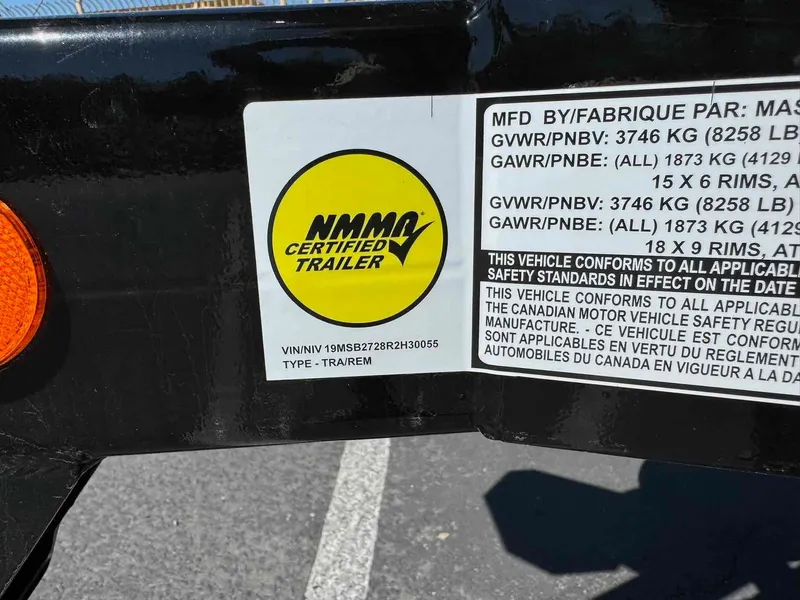 NMMA®
CERTIFIED
TRAILER
VIN/NIV 19MSB2728R2H30055
TYPE - TRA/REM
MFD BY/FABRIQUE PAR: MAS
GVWR/PNBV: 3746 KG (8258 LB
GAWR/PNBE: (ALL) 1873 KG (4129
15 X 6 RIMS, A
GVWR/PNBV: 3746 KG (8258 LB)
GAWR/PNBE: (ALL) 1873 KG (4129
18 X 9 RIMS, AT
THIS VEHICLE CONFORMS TO ALL APPLICABL
SAFETY STANDARDS IN EFFECT ON THE DATE
THIS VEHICLE CONFORMS TO ALL APPLICABL
THE CANADIAN MOTOR VEHICLE SAFETY REGU
MANUFACTURE. - CE VEHICULE EST CONFORM
SONT APPLICABLES EN VERTU DU REGLEMENT
AUTOMOBILES DU CANADA EN VIGUEUR A LA DA